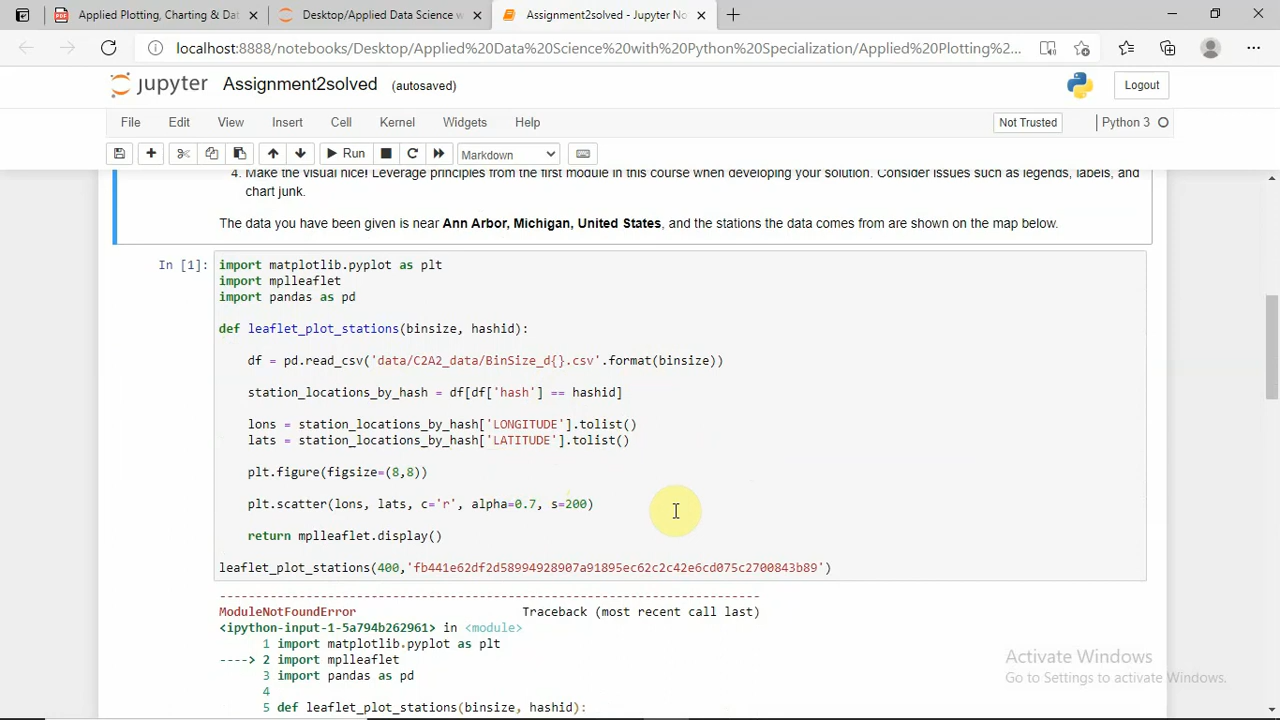 Applied Plotting, Charting & Dat
Desktop/Applied Data Science w
Assignment2solved - Jupyter No
localhost:8888/notebooks/Desktop/Applied%20Data%20Science%20with%20Python%20Specialization/Applied%20Plotting%2...
jupyter Assignment2solved (autosaved)
Logout
File Edit View Insert Cell Kernel Widgets Help
Not Trusted
Python 3
Run
Markdown
4. Make the visual nice! Leverage principles from the first module in this course when developing your solution. Consider issues such as legends, labels, and
chart junk.
The data you have been given is near Ann Arbor, Michigan, United States, and the stations the data comes from are shown on the map below.
In [1]:
import matplotlib.pyplot as plt
import mplleaflet
import pandas as pd
def leaflet_plot_stations(binsize, hashid):
df = pd.read_csv('data/C2A2_data/BinSize_d{}.csv'.format(binsize))
station_locations_by_hash = df[df['hash'] == hashid]
lons = station_locations_by_hash['LONGITUDE'].tolist()
lats = station_locations_by_hash['LATITUDE'].tolist()
plt.figure(figsize=(8,8))
plt.scatter(lons, lats, c='r', alpha=0.7, s=200)
return mplleaflet.display()
leaflet_plot_stations(400,'fb441e62df2d58994928907a91895ec62c2c42e6cd075c2700843b89')
---------------------------------------------------------------------------
ModuleNotFoundError Traceback (most recent call last)
<ipython-input-1-5a794b262961> in <module>
1 import matplotlib.pyplot as plt
----> 2 import mplleaflet
3 import pandas as pd
4
5 def leaflet_plot_stations(binsize, hashid):
Activate Windows
Go to Settings to activate Windows.